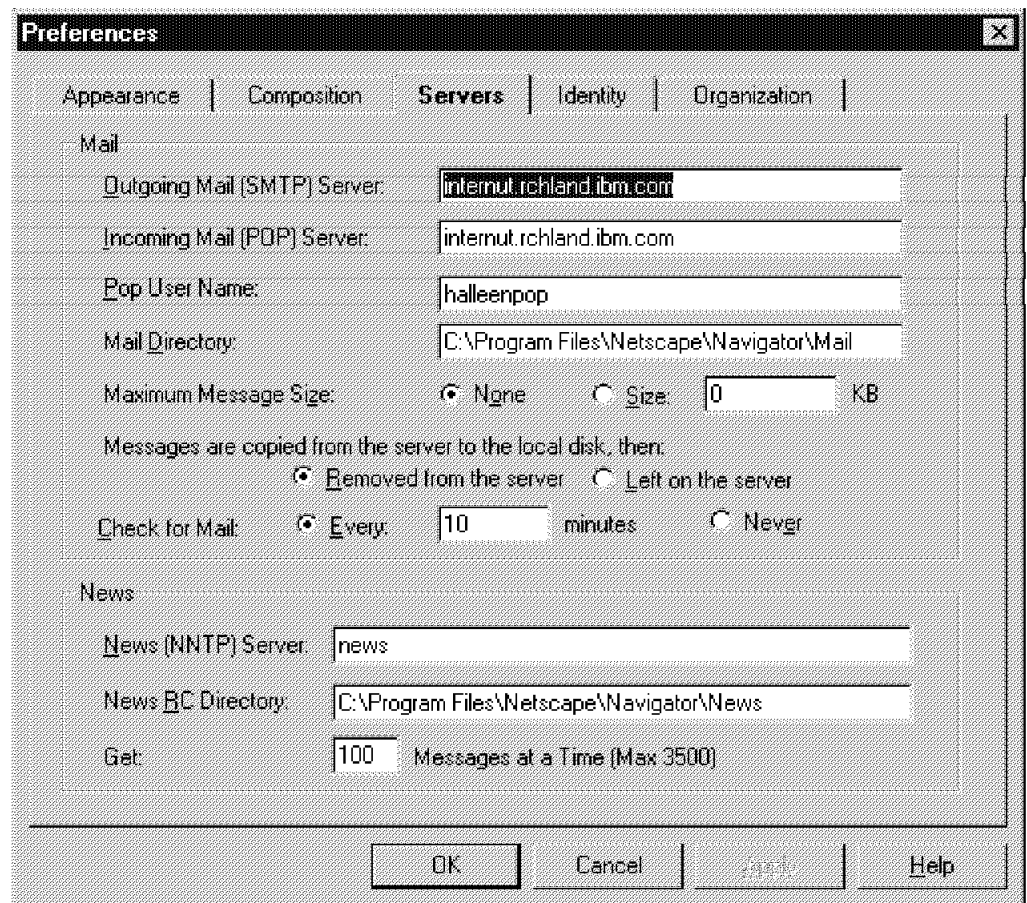 Preferences
Appearance Composition Servers Identity Organization
Mail
Outgoing Mail (SMTP) Server: internut.rchland.ibm.com
Incoming Mail (POP) Server: internut.rchland.ibm.com
Pop User Name: halleenpop
Mail Directory: C:\Program Files\Netscape\Navigator\Mail
Maximum Message Size: None Size: 0 KB
Messages are copied from the server to the local disk, then:
Removed from the server Left on the server
Check for Mail: Every: 10 minutes Never
News
News (NNTP) Server: news
News RC Directory: C:\Program Files\Netscape\Navigator\News
Get: 100 Messages at a Time (Max 3500)
OK Cancel Apply Help